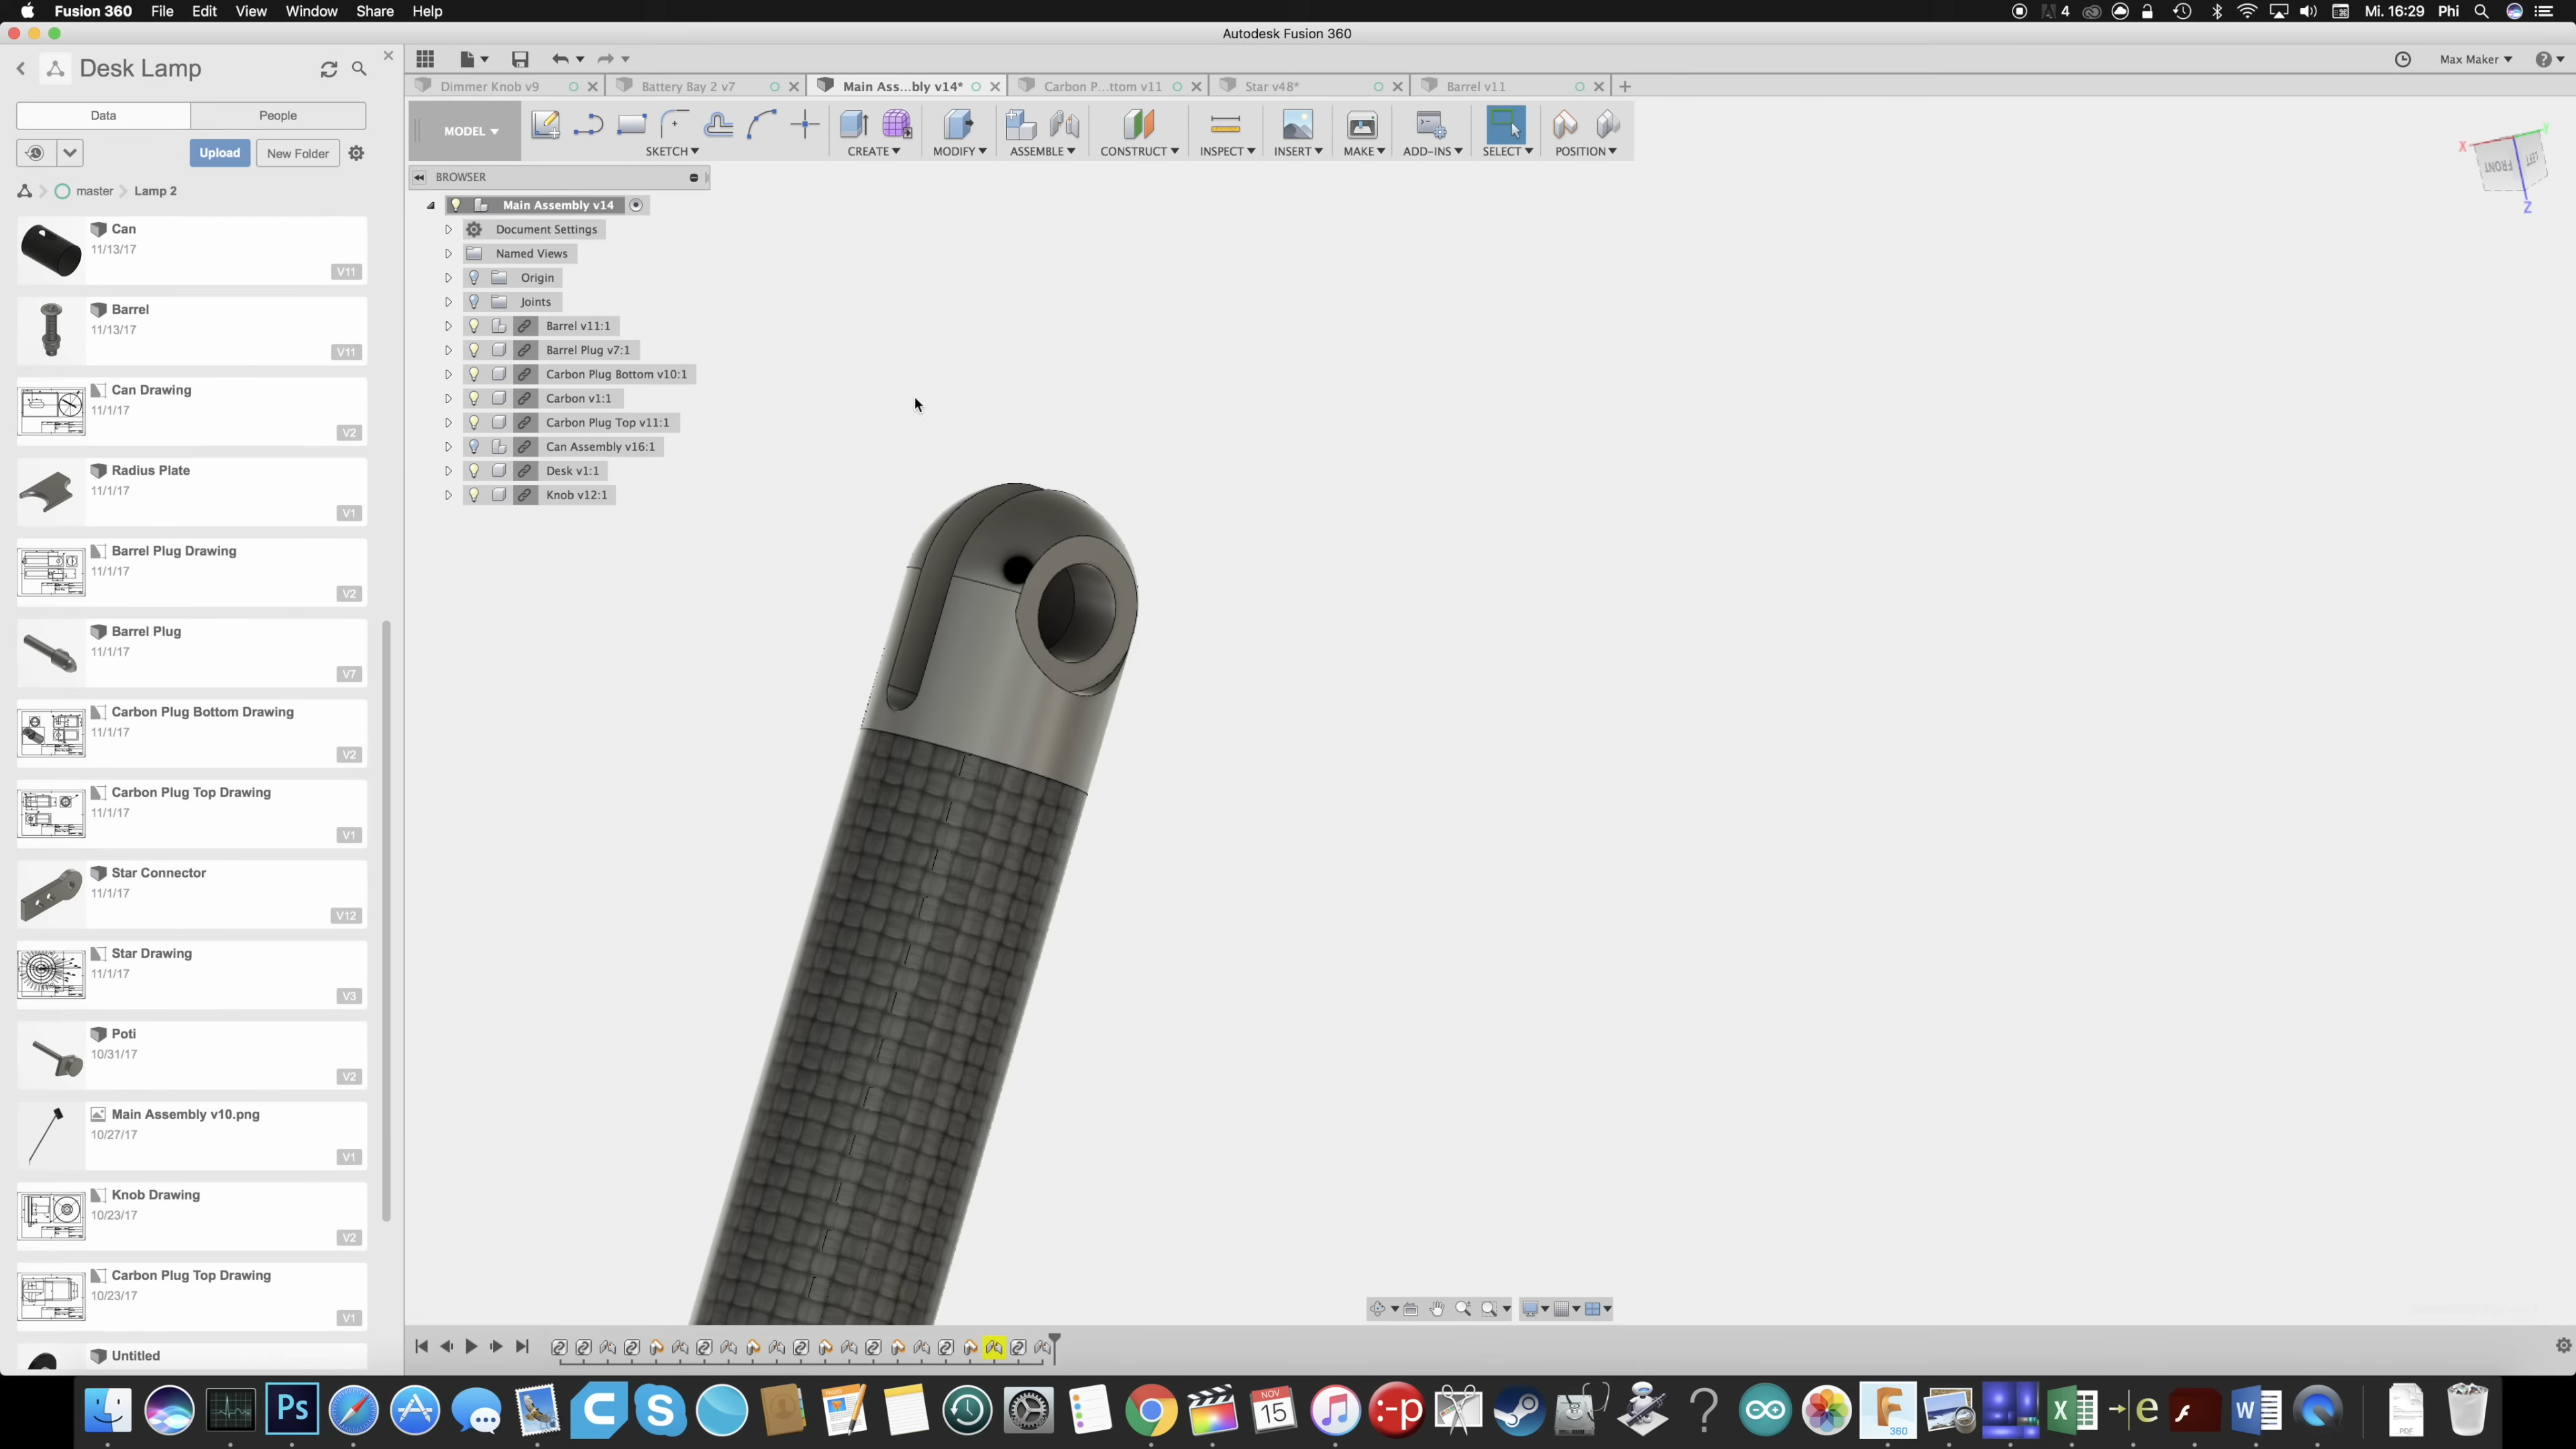 Fusion 360 File Edit View Window Share Help
4 Mi. 16:29 Phi
Autodesk Fusion 360
Desk Lamp
Max Maker
Dimmer Knob v9 Battery Bay 2 v7 Main Ass...bly v14* Carbon P...ttom v11 Star v48* Barrel v11
Data People
MODEL SKETCH CREATE MODIFY ASSEMBLE CONSTRUCT INSPECT INSERT MAKE ADD-INS SELECT POSITION
Upload New Folder
master Lamp 2
BROWSER
Main Assembly v14
Document Settings
Named Views
Origin
Joints
Barrel v11:1
Barrel Plug v7:1
Carbon Plug Bottom v10:1
Carbon v1:1
Carbon Plug Top v11:1
Can Assembly v16:1
Desk v1:1
Knob v12:1
X Y
FRONT LEFT
Z
Can
11/13/17
V11
Barrel
11/13/17
V11
Can Drawing
11/1/17
V2
Radius Plate
11/1/17
V1
Barrel Plug Drawing
11/1/17
V2
Barrel Plug
11/1/17
V7
Carbon Plug Bottom Drawing
11/1/17
V2
Carbon Plug Top Drawing
11/1/17
V1
Star Connector
11/1/17
V12
Star Drawing
11/1/17
V3
Poti
10/31/17
V2
Main Assembly v10.png
10/27/17
V1
Knob Drawing
10/23/17
V2
Carbon Plug Top Drawing
10/23/17
V1
Untitled
Ps C S NOV 15 :-p ? 360 X e W PDF